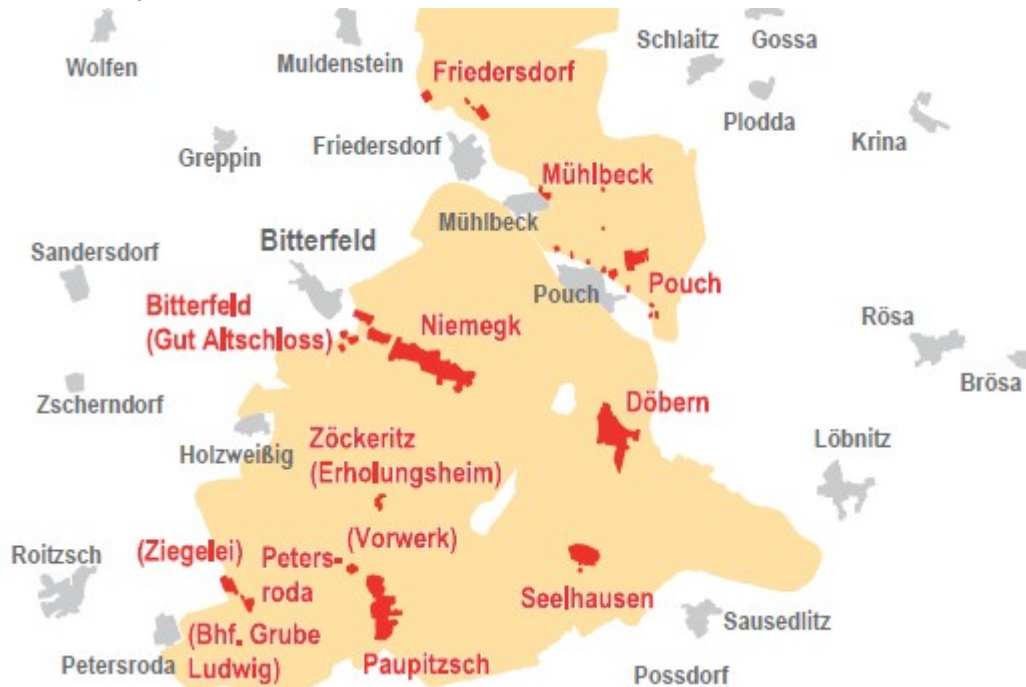 Wolfen
Muldenstein
Schlaitz
Gossa
Friedersdorf
Plodda
Krina
Greppin
Friedersdorf
Mühlbeck
Mühlbeck
Sandersdorf
Bitterfeld
Pouch
Pouch
Bitterfeld
(Gut Altschloss)
Niemegk
Rösa
Brösa
Zscherndorf
Döbern
Holzweißig
Zöckeritz
(Erholungsheim)
Löbnitz
Roitzsch
(Ziegelei)
Peters-
roda
(Vorwerk)
Seelhausen
Sausedlitz
Petersroda
(Bhf. Grube
Ludwig)
Paupitzsch
Possdorf